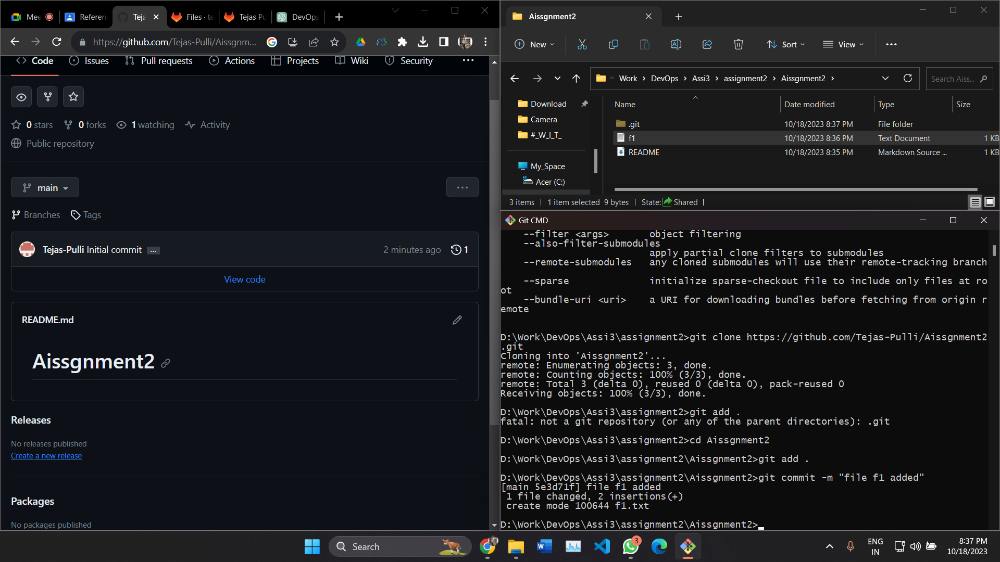 Mee
Referen
Teja
Files · te
Tejas Pu
DevOps
https://github.com/Tejas-Pulli/Aissgnm...
Code
Issues
Pull requests
Actions
Projects
Wiki
Security
0 stars
0 forks
1 watching
Activity
Public repository
main
Branches
Tags
Tejas-Pulli Initial commit ...
2 minutes ago
1
View code
README.md
Aissgnment2
Releases
No releases published
Create a new release
Packages
No packages published
Aissgnment2
New
Sort
View
« Work > DevOps > Assi3 > assignment2 > Aissgnment2 >
Search Aiss...
Download
Camera
#_W_I_T_
My_Space
Acer (C:)
Name Date modified Type Size
.git 10/18/2023 8:37 PM File folder
f1 10/18/2023 8:36 PM Text Document 1 KB
README 10/18/2023 8:35 PM Markdown Source ... 1 KB
3 items | 1 item selected 9 bytes | State: Shared |
Git CMD
--filter <args> object filtering
--also-filter-submodules
apply partial clone filters to submodules
--remote-submodules any cloned submodules will use their remote-tracking branch
--sparse initialize sparse-checkout file to include only files at ro
ot
--bundle-uri <uri> a URI for downloading bundles before fetching from origin r
emote
D:\Work\DevOps\Assi3\assignment2>git clone https://github.com/Tejas-Pulli/Aissgnment2
.git
Cloning into 'Aissgnment2'...
remote: Enumerating objects: 3, done.
remote: Counting objects: 100% (3/3), done.
remote: Total 3 (delta 0), reused 0 (delta 0), pack-reused 0
Receiving objects: 100% (3/3), done.
D:\Work\DevOps\Assi3\assignment2>git add .
fatal: not a git repository (or any of the parent directories): .git
D:\Work\DevOps\Assi3\assignment2>cd Aissgnment2
D:\Work\DevOps\Assi3\assignment2\Aissgnment2>git add .
D:\Work\DevOps\Assi3\assignment2\Aissgnment2>git commit -m "file f1 added"
[main 5e3d71f] file f1 added
1 file changed, 2 insertions(+)
create mode 100644 f1.txt
D:\Work\DevOps\Assi3\assignment2\Aissgnment2>
Search
3
ENG
IN
8:37 PM
10/18/2023